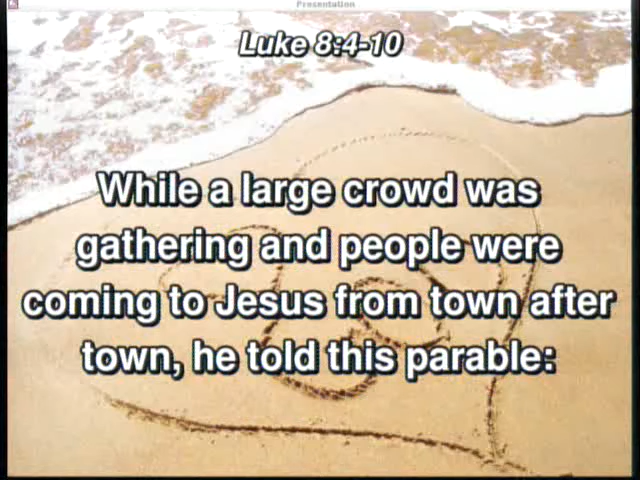 Presentation
Luke 8:4-10
While a large crowd was
gathering and people were
coming to Jesus from town after
town, he told this parable: